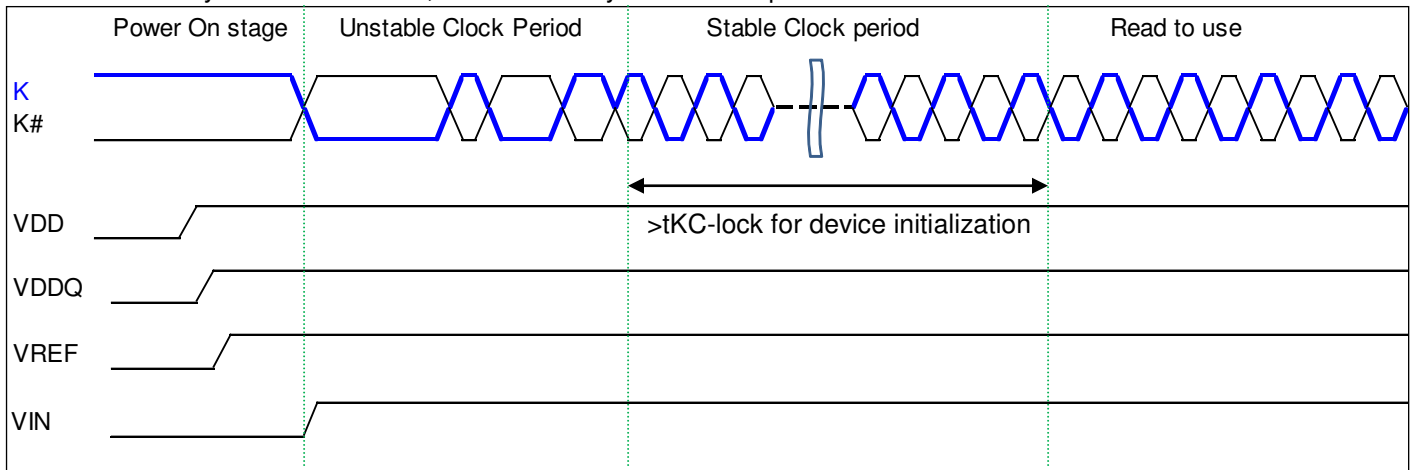 Power On stage Unstable Clock Period Stable Clock period Read to use
K
K#
VDD
>tKC-lock for device initialization
VDDQ
VREF
VIN